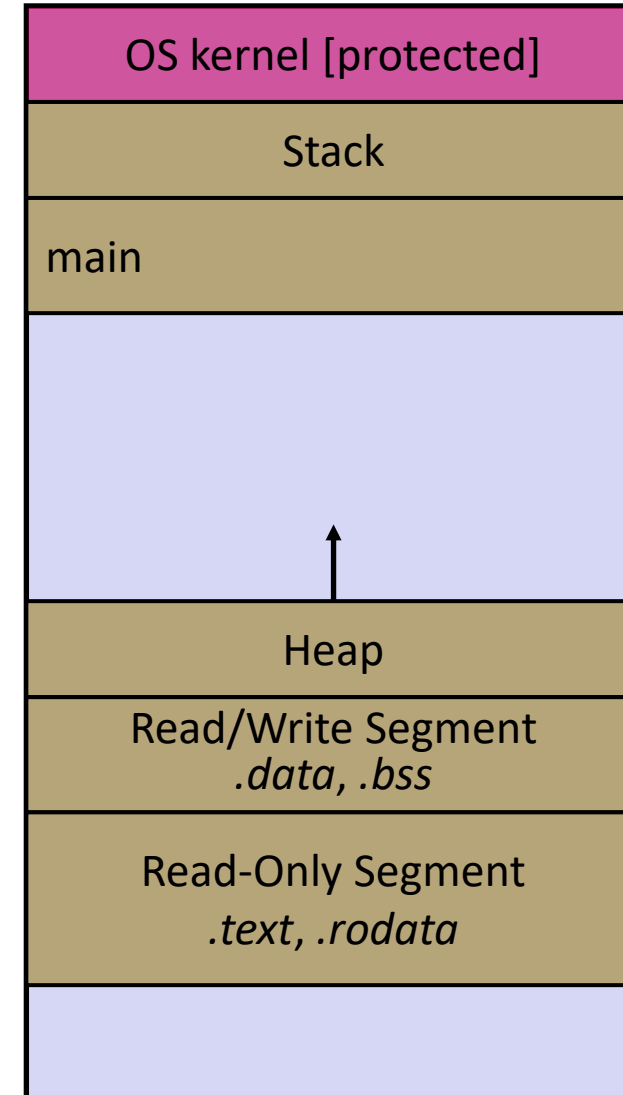 OS kernel [protected]
Stack
main
Heap
Read/Write Segment
.data, .bss
Read-Only Segment
.text, .rodata